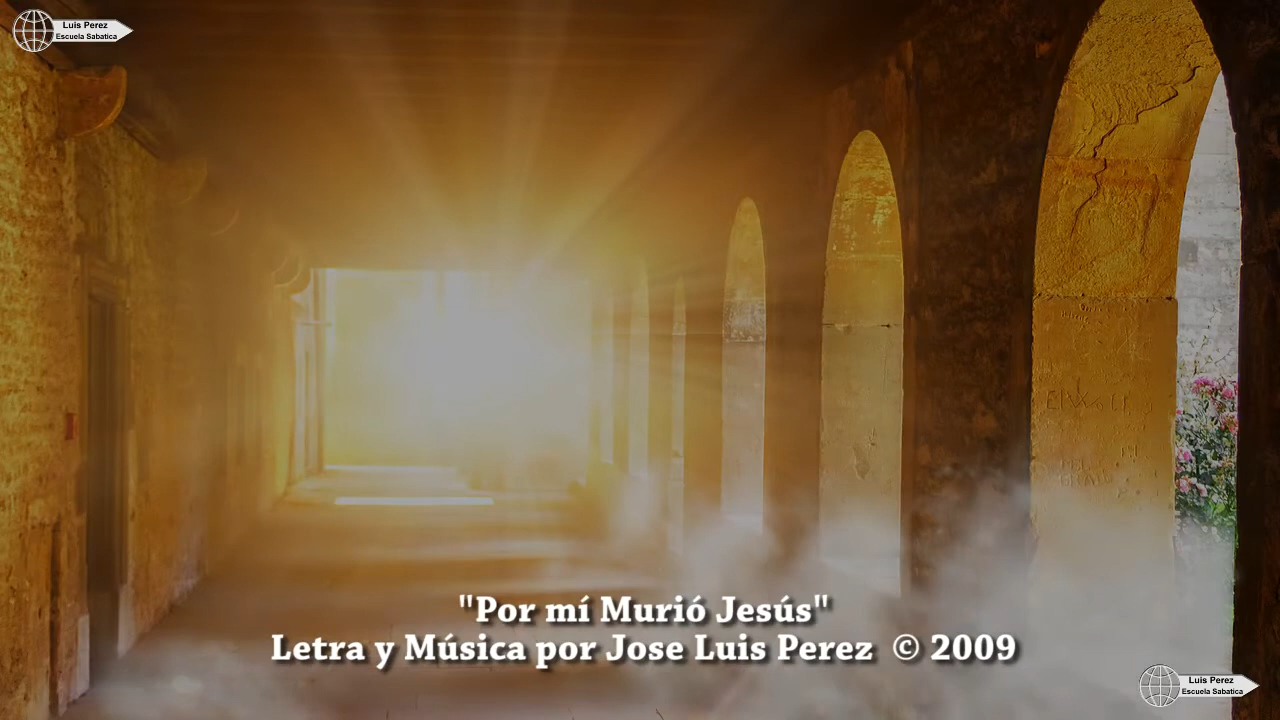 Luis Perez
Escuela Sabatica
"Por mí Murió Jesús"
Letra y Música por Jose Luis Perez © 2009
Luis Perez
Escuela Sabatica